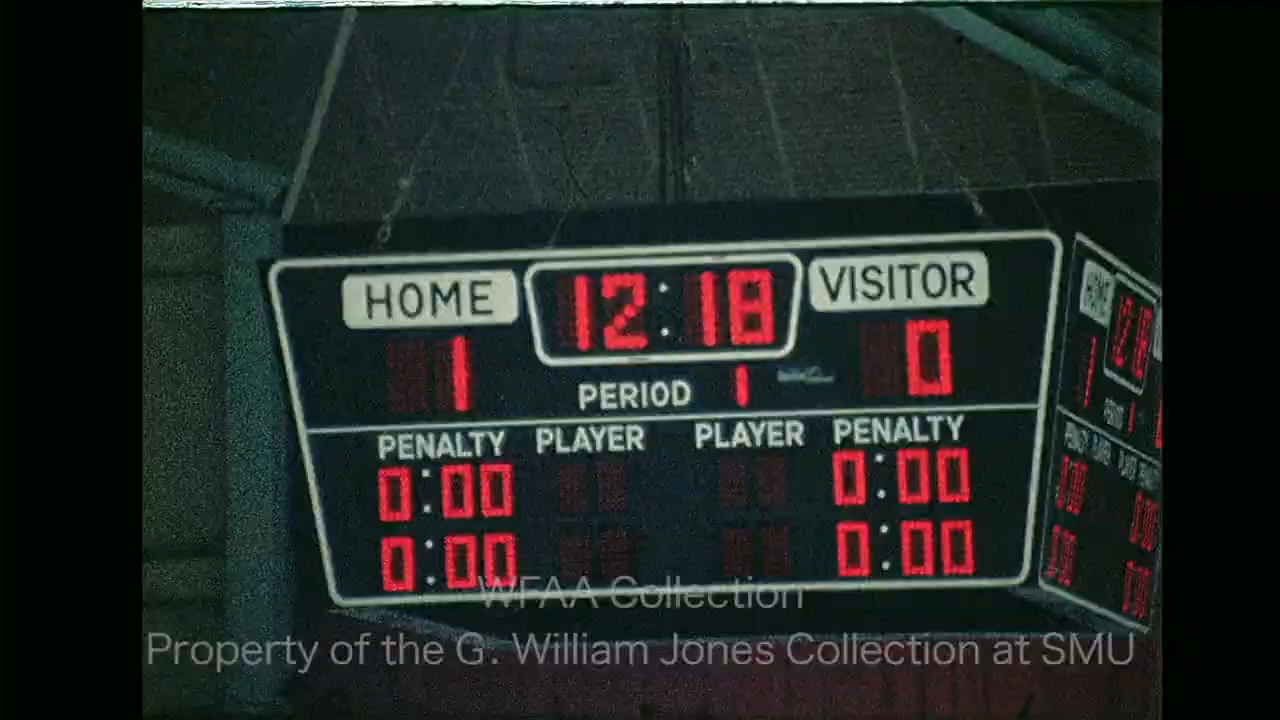 HOME 12:18 VISITOR
1 PERIOD 1 0
PENALTY PLAYER PLAYER PENALTY
0:00 0:00
0:00 0:00
HOME
WFAA Collection
Property of the G. William Jones Collection at SMU